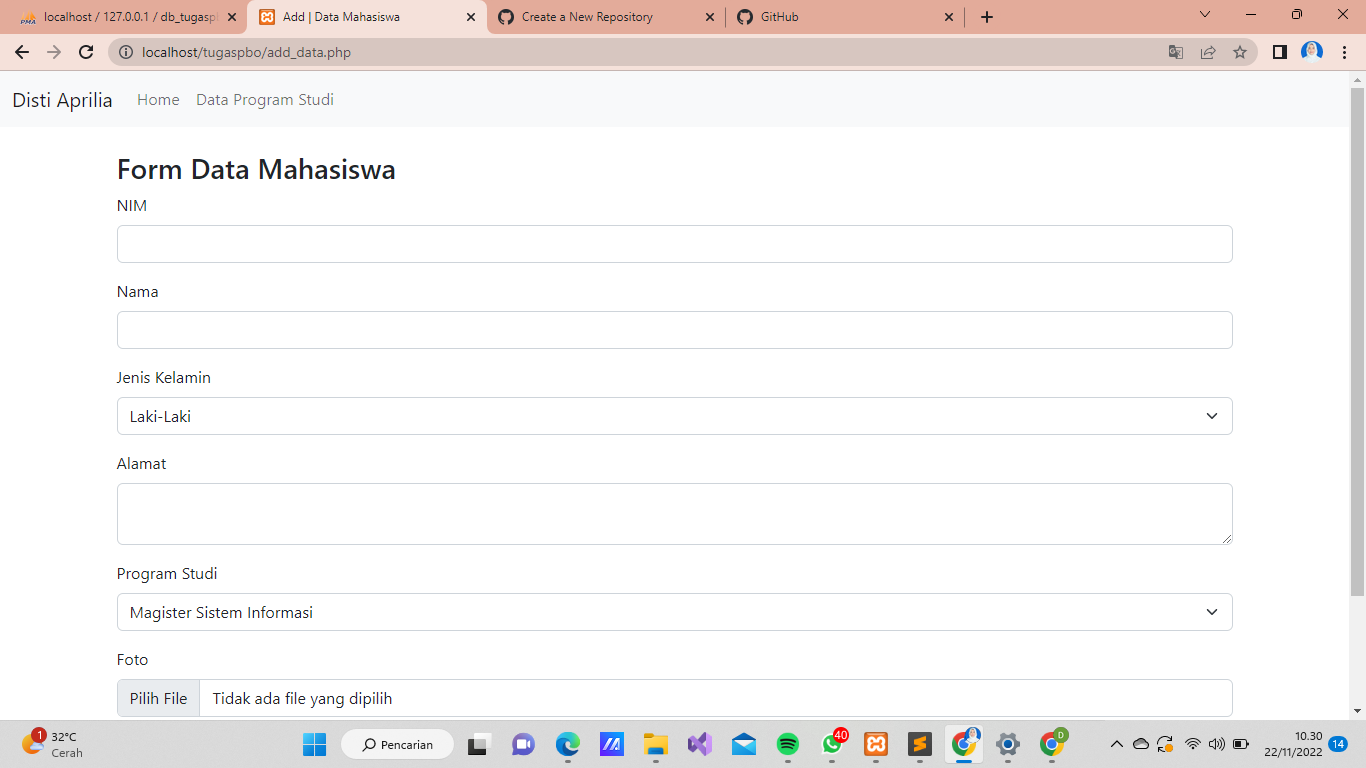 localhost / 127.0.0.1 / db_tugasp
Add | Data Mahasiswa
Create a New Repository
GitHub
localhost/tugaspbo/add_data.php
Disti Aprilia
Home
Data Program Studi
Form Data Mahasiswa
NIM
Nama
Jenis Kelamin
Laki-Laki
Alamat
Program Studi
Magister Sistem Informasi
Foto
Pilih File
Tidak ada file yang dipilih
1
32°C
Cerah
Pencarian
40
D
10.30
22/11/2022
14